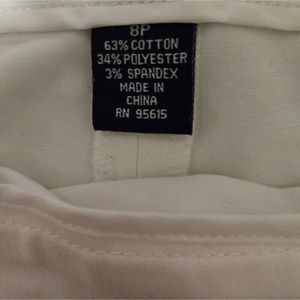 8P
63% COTTON
34% POLYESTER
3% SPANDEX
MADE IN
CHINA
RN 95615